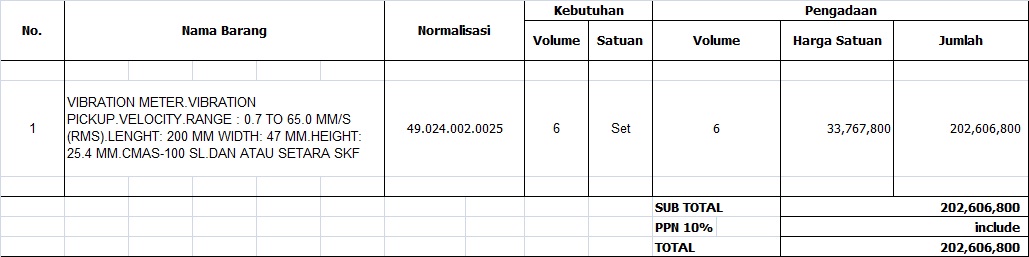 No. Nama Barang Normalisasi Kebutuhan Pengadaan
Volume Satuan Volume Harga Satuan Jumlah
1 VIBRATION METER.VIBRATION
PICKUP.VELOCITY.RANGE : 0.7 TO 65.0 MM/S
(RMS).LENGHT: 200 MM WIDTH: 47 MM.HEIGHT:
25.4 MM.CMAS-100 SL.DAN ATAU SETARA SKF
49.024.002.0025 6 Set 6 33,767,800 202,606,800
SUB TOTAL 202,606,800
PPN 10% include
TOTAL 202,606,800